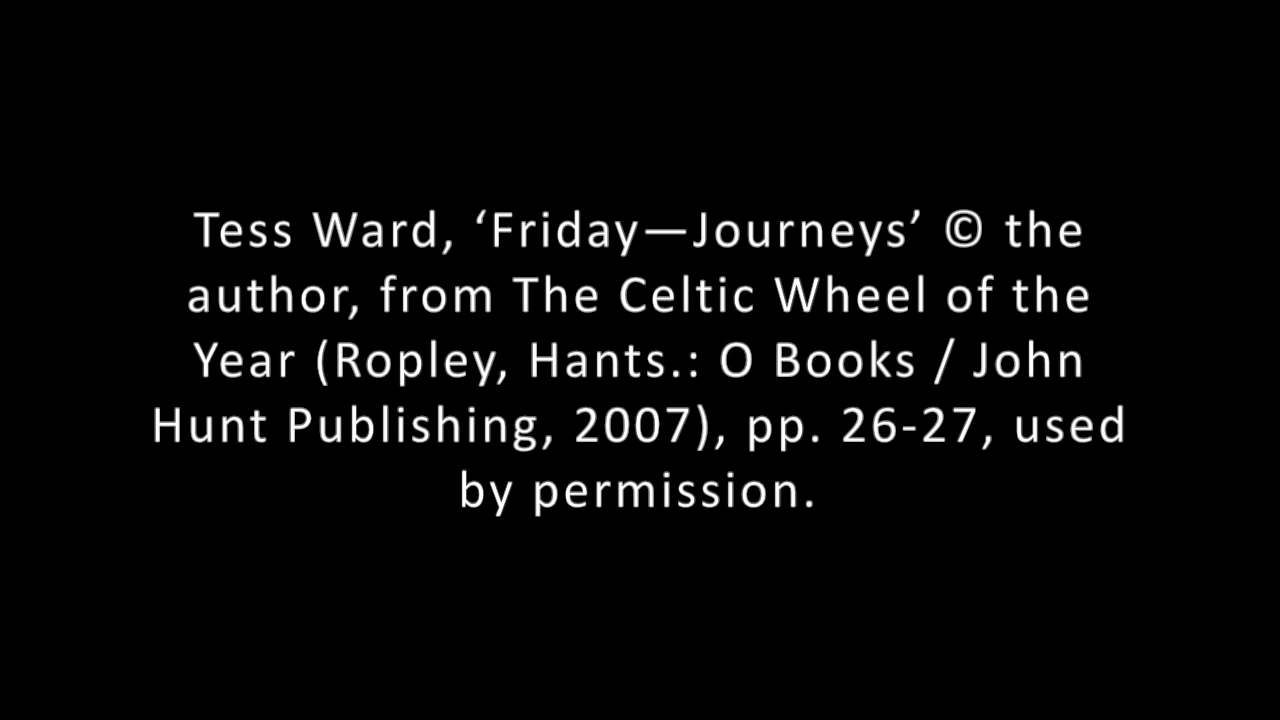 Tess Ward, ‘Friday—Journeys’ © the
author, from The Celtic Wheel of the
Year (Ropley, Hants.: O Books / John
Hunt Publishing, 2007), pp. 26-27, used
by permission.